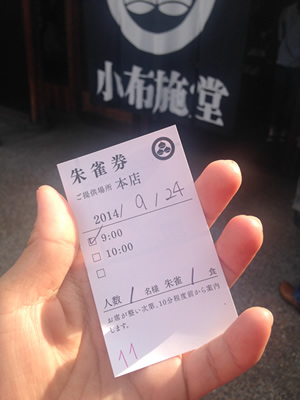 小布施堂
朱雀券
ご提供場所 本店
2014/ 9/24
☑ 9:00
□ 10:00
□
人数 1 名様 朱雀 1 食
お席が整い次第、10分程度前から案内
します。
11